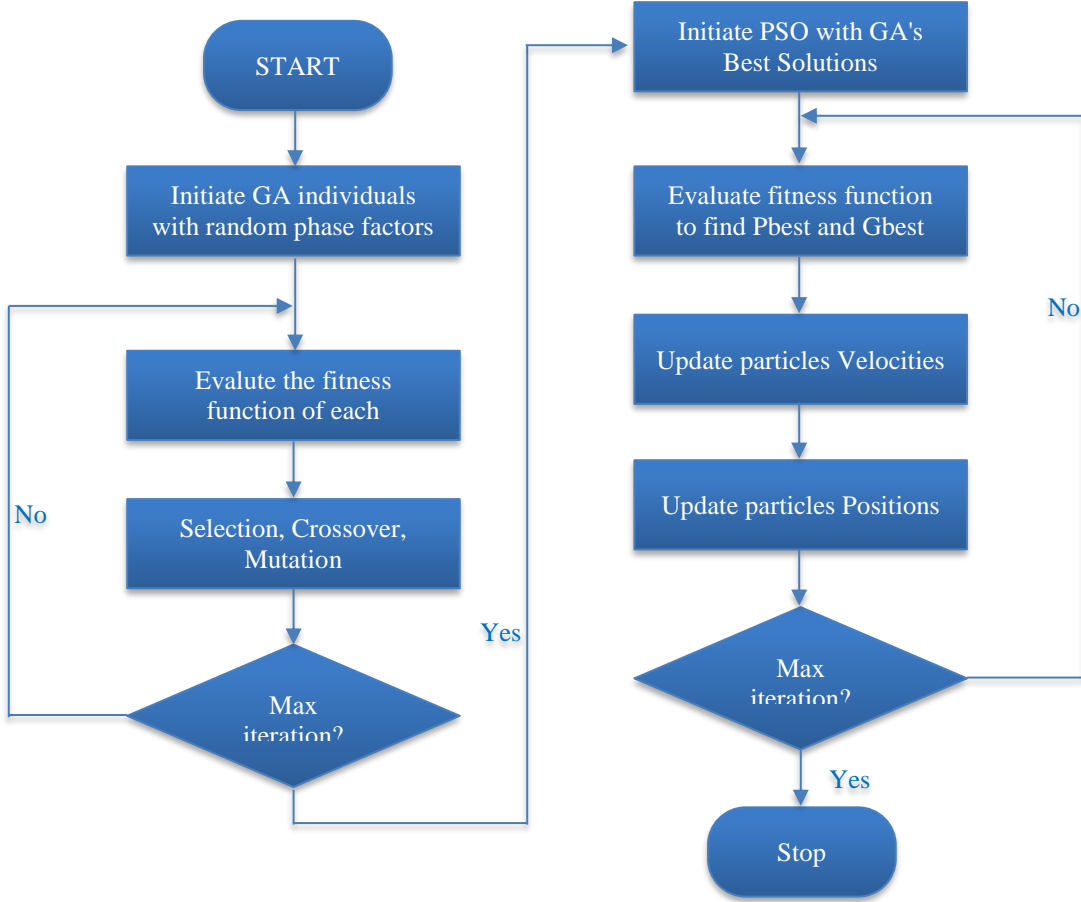 START
Initiate GA individuals
with random phase factors
Evalute the fitness
function of each
No
Selection, Crossover,
Mutation
Yes
Max
iteration?
Initiate PSO with GA's
Best Solutions
Evaluate fitness function
to find Pbest and Gbest
No
Update particles Velocities
Update particles Positions
Max
iteration?
Yes
Stop